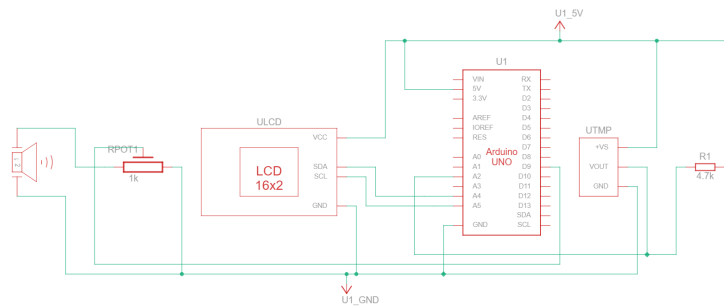 U1_5V
U1
VIN
5V
3.3V
AREF
IOREF
RES
A0
A1
A2
A3
A4
A5
GND
RX
TX
D2
D3
D4
D5
D6
D7
D8
D9
D10
D11
D12
D13
SDA
SCL
Arduino
UNO
ULCD
VCC
SDA
SCL
GND
LCD
16x2
UTMP
+VS
VOUT
GND
R1
4.7k
RPOT1
1k
1
2
U1_GND